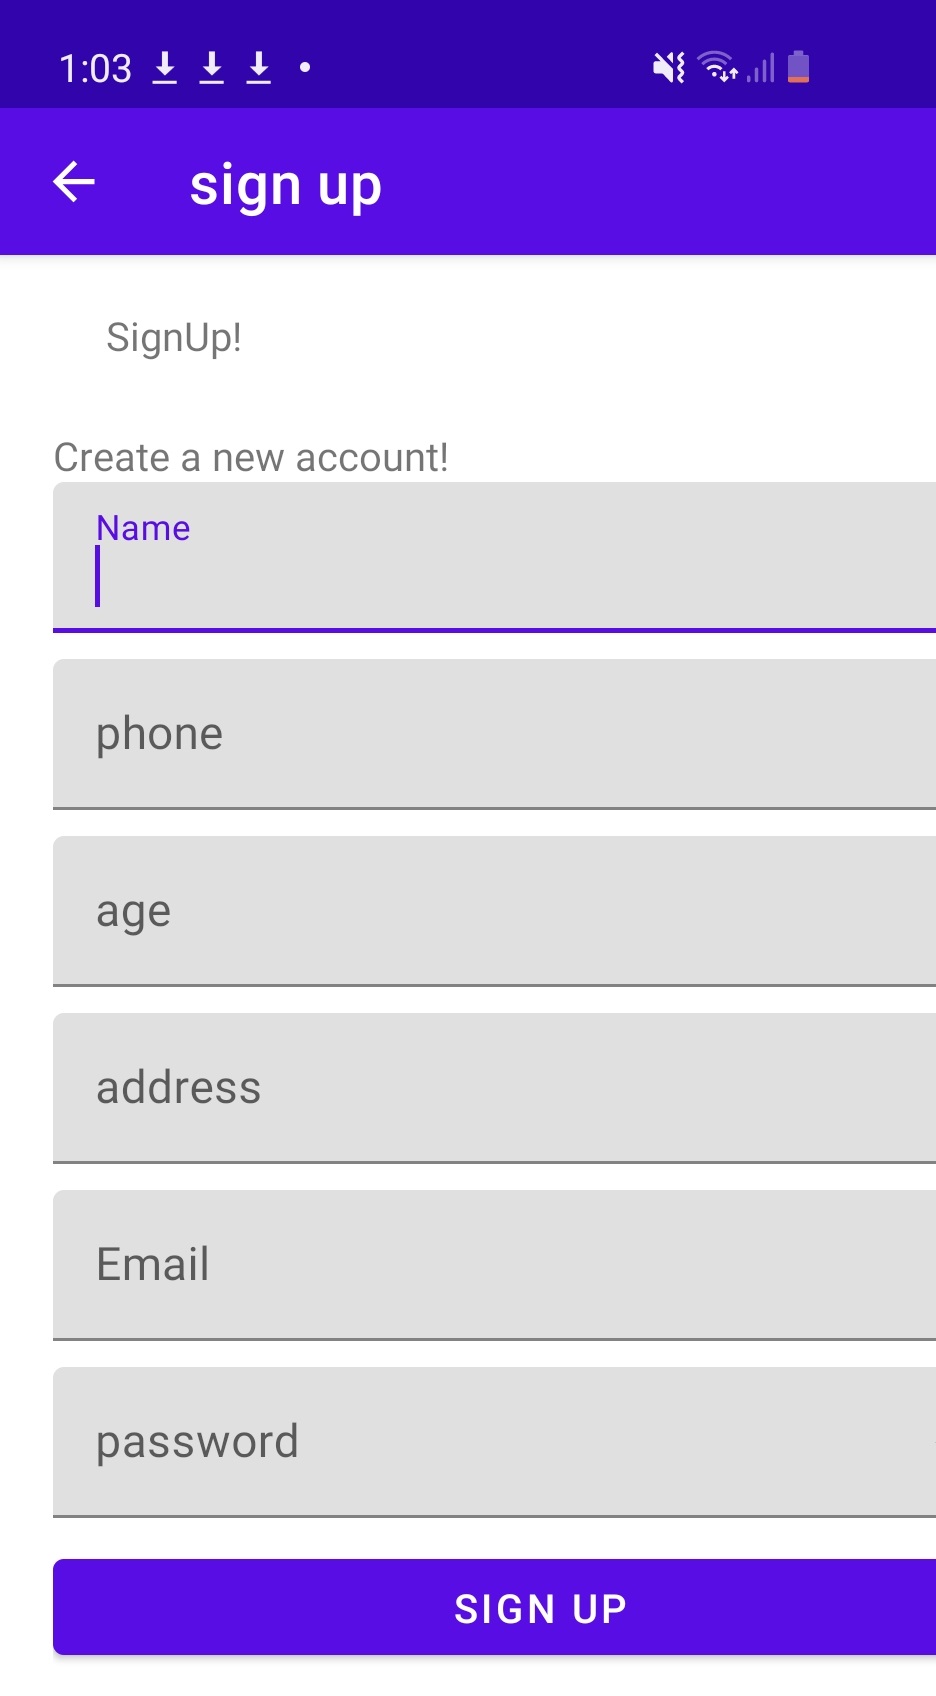 1:03
sign up
SignUp!
Create a new account!
Name
phone
age
address
Email
password
SIGN UP